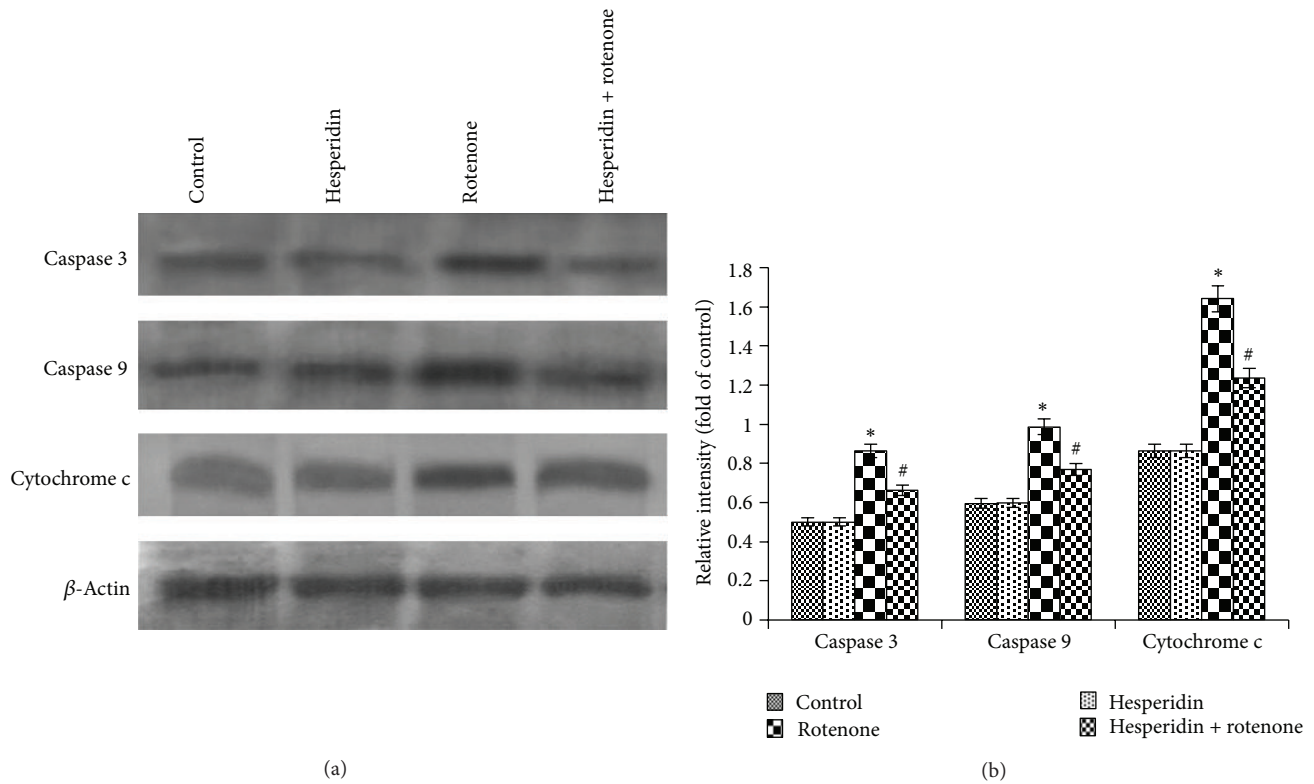 Control
Hesperidin
Rotenone
Hesperidin + rotenone
Caspase 3
Caspase 9
Cytochrome c
β-Actin
(a)
Relative intensity (fold of control)
1.8
1.6
1.4
1.2
1
0.8
0.6
0.4
0.2
0
*
#
*
#
*
#
Caspase 3
Caspase 9
Cytochrome c
Control
Hesperidin
Rotenone
Hesperidin + rotenone
(b)